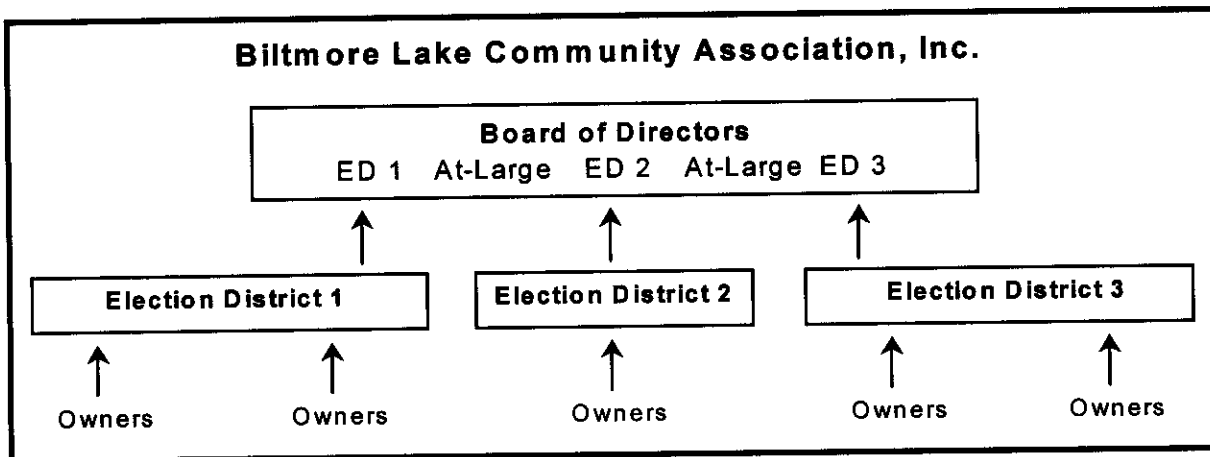 Biltmore Lake Community Association, Inc.
Board of Directors
ED 1 At-Large ED 2 At-Large ED 3
Election District 1 Election District 2 Election District 3
Owners Owners Owners Owners Owners